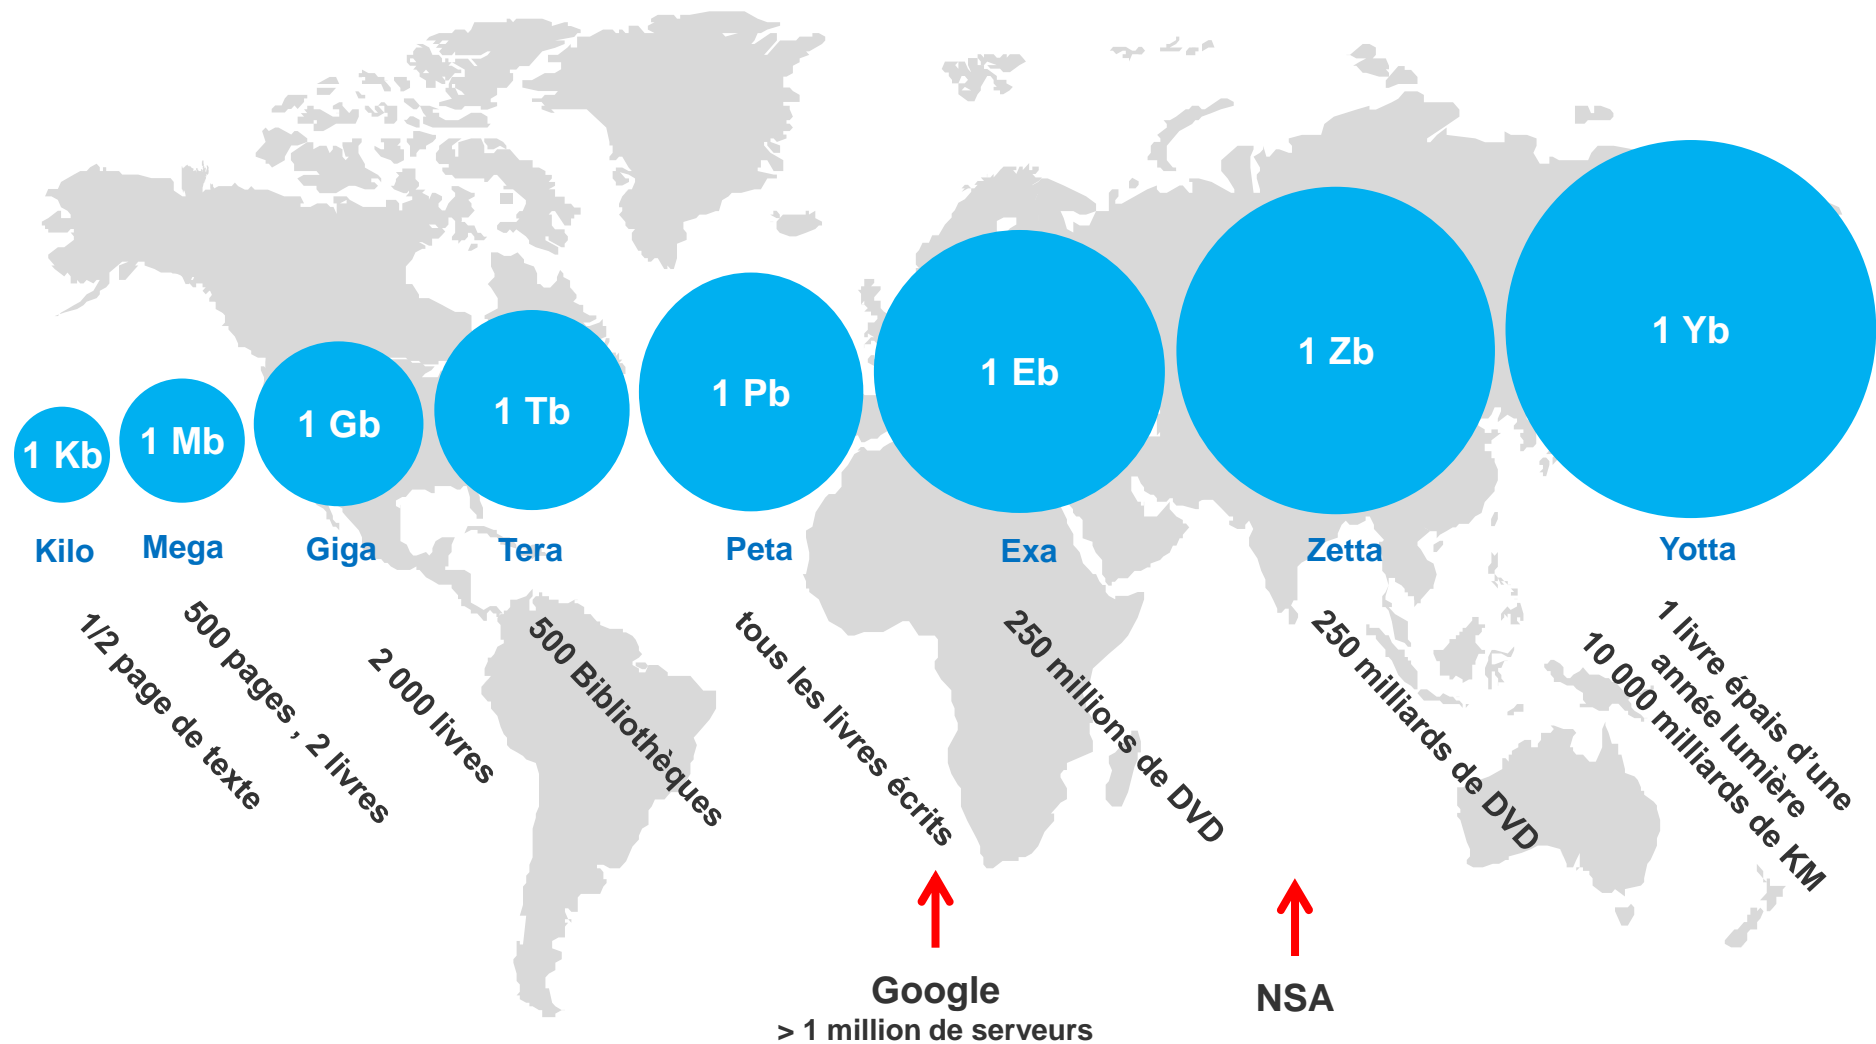 1 Kb
1 Mb
1 Gb
1 Tb
1 Pb
1 Eb
1 Zb
1 Yb
Kilo
Mega
Giga
Tera
Peta
Exa
Zetta
Yotta
1/2 page de texte
500 pages , 2 livres
2 000 livres
500 Bibliothèques
tous les livres écrits
250 millions de DVD
250 milliards de DVD
1 livre épais d’une
année lumière
10 000 milliards de KM
Google
> 1 million de serveurs
NSA